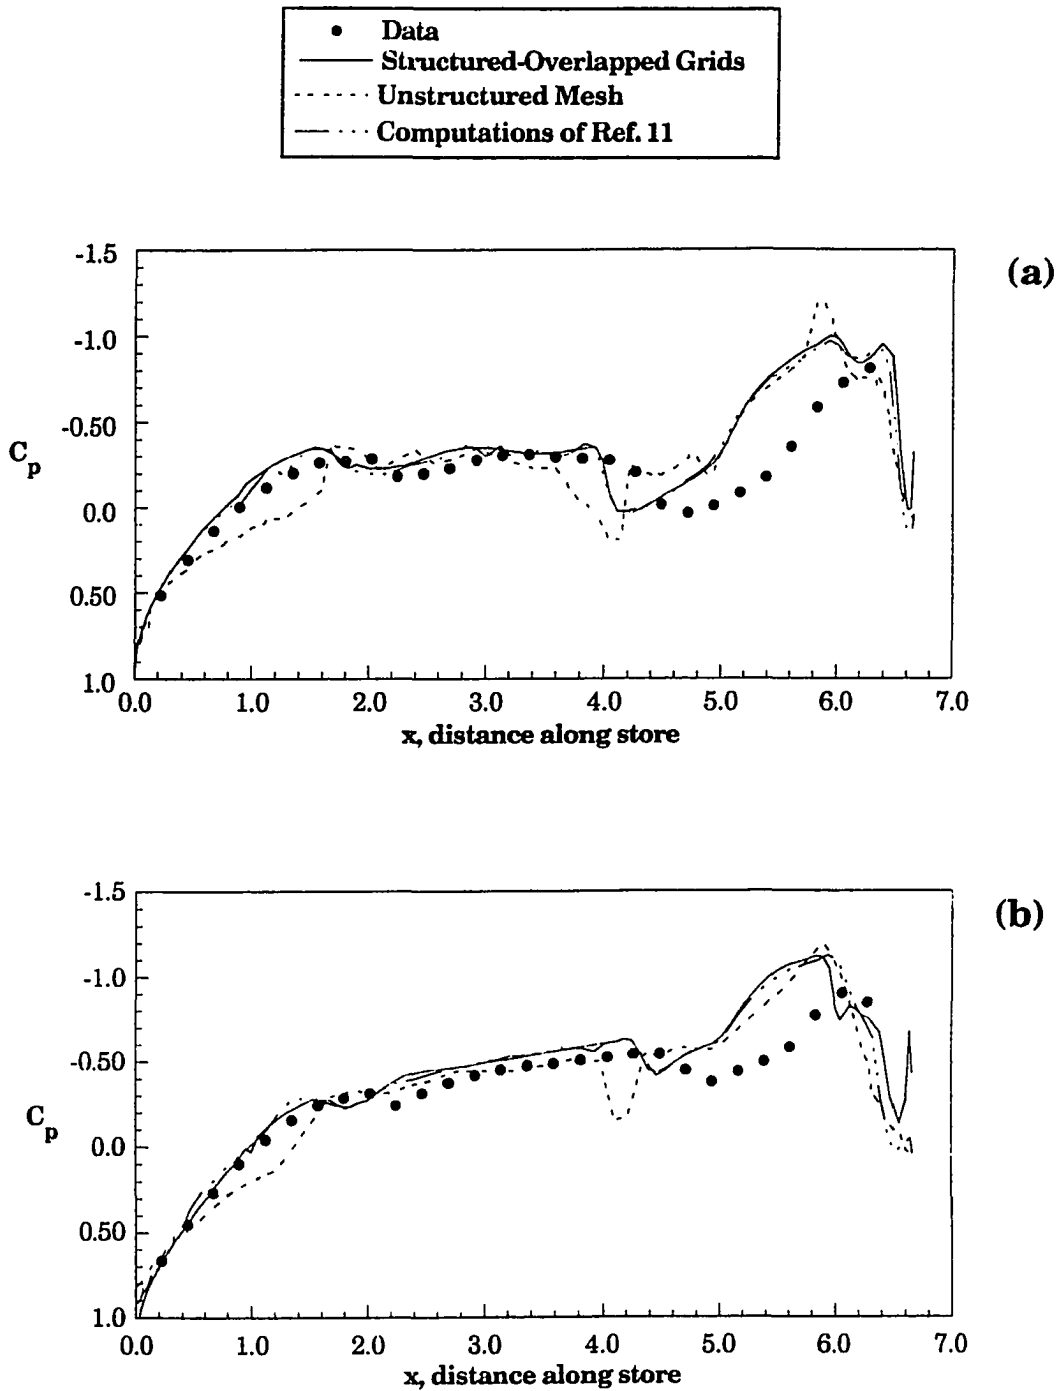 Data
Structured-Overlapped Grids
Unstructured Mesh
Computations of Ref. 11
(a)
-1.5
-1.0
-0.50
0.0
0.50
1.0
Cp
0.0 1.0 2.0 3.0 4.0 5.0 6.0 7.0
x, distance along store
(b)
-1.5
-1.0
-0.50
0.0
0.50
1.0
Cp
0.0 1.0 2.0 3.0 4.0 5.0 6.0 7.0
x, distance along store